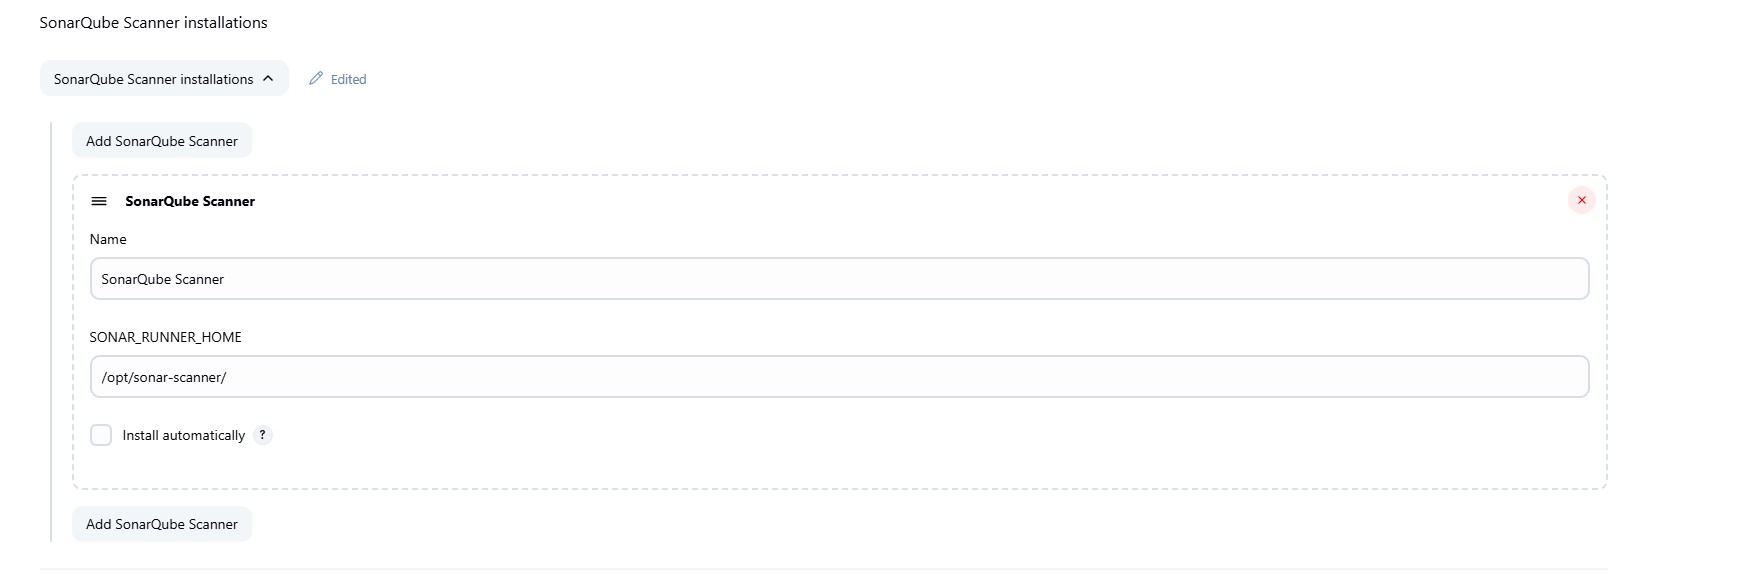 SonarQube Scanner installations
SonarQube Scanner installations
Edited
Add SonarQube Scanner
SonarQube Scanner
Name
SonarQube Scanner
SONAR_RUNNER_HOME
/opt/sonar-scanner/
Install automatically ?
Add SonarQube Scanner